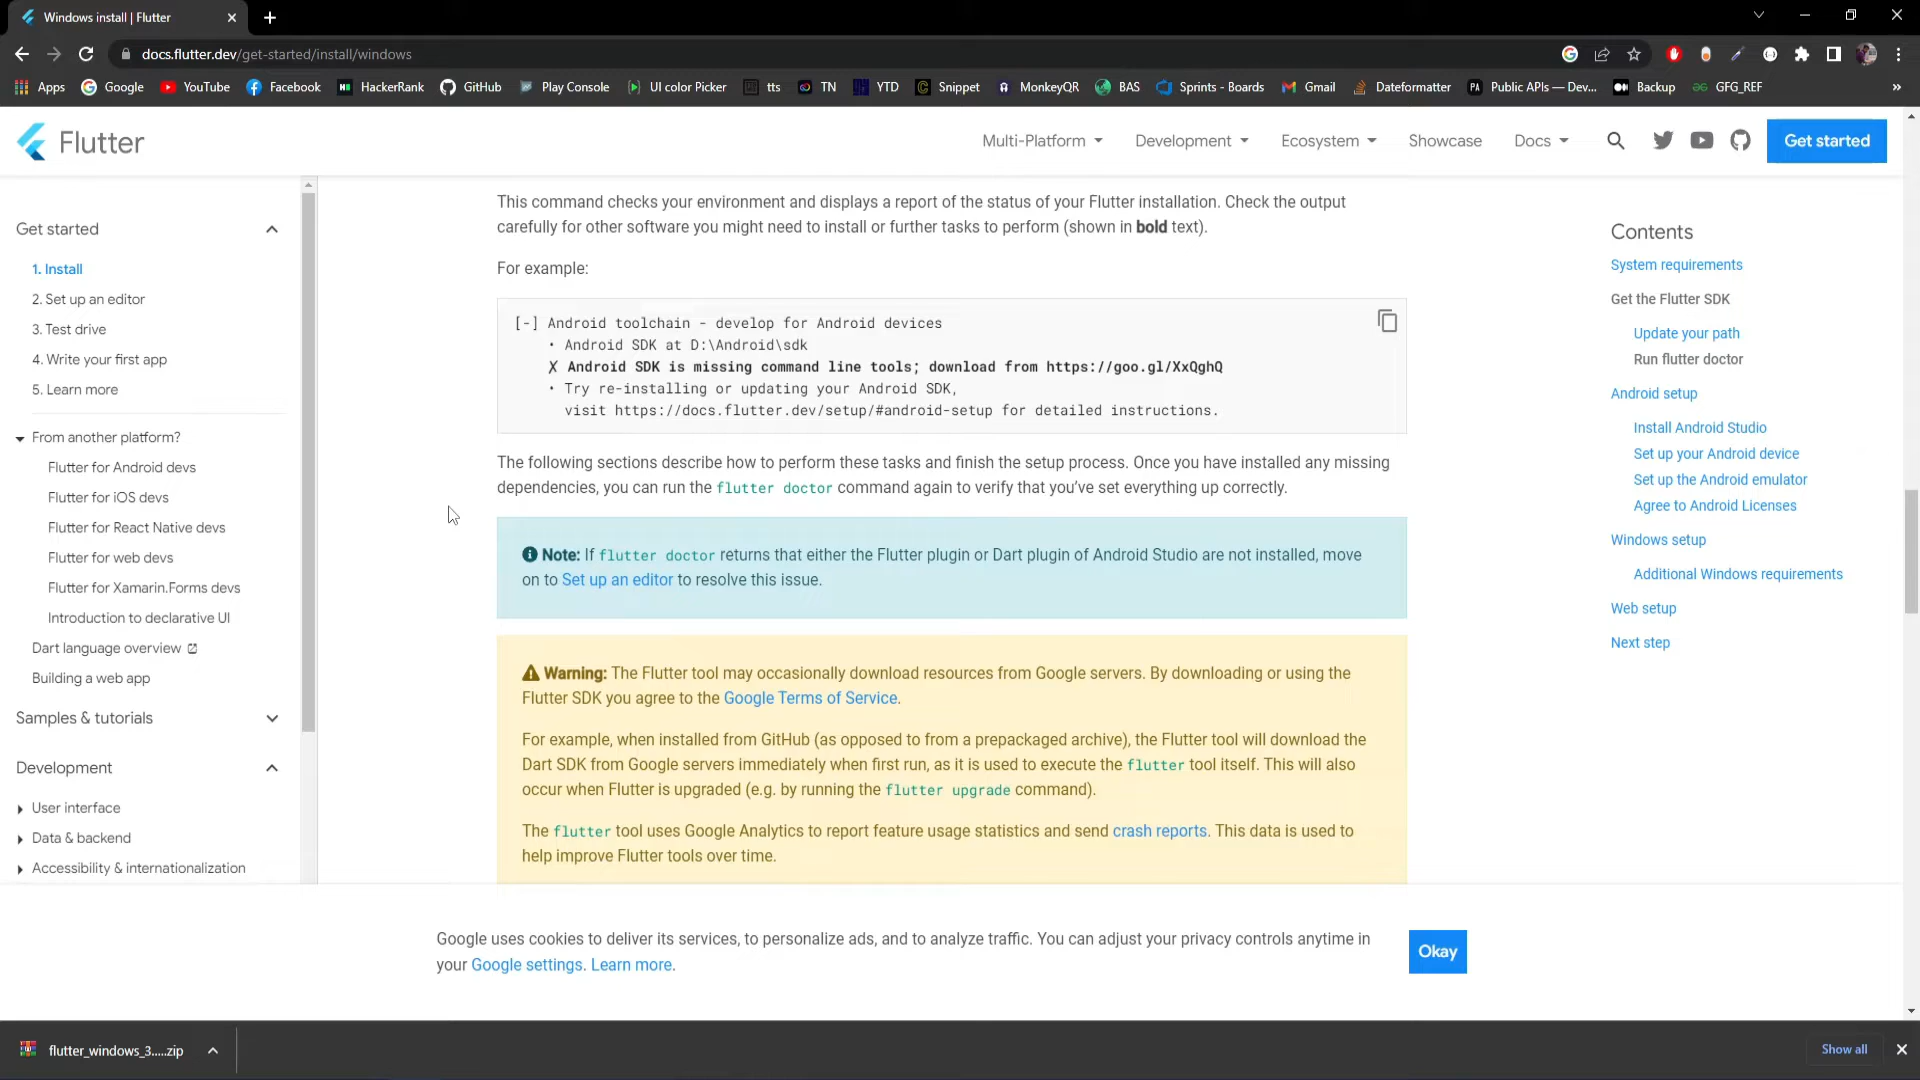 Windows install | Flutter
docs.flutter.dev/get-started/install/windows
Apps Google YouTube Facebook HackerRank GitHub Play Console UI color Picker tts TN YTD Snippet MonkeyQR BAS Sprints - Boards Gmail Dateformatter Public APIs — Dev... Backup GFG_REF
Flutter
Multi-Platform Development Ecosystem Showcase Docs Get started
Get started
1. Install
2. Set up an editor
3. Test drive
4. Write your first app
5. Learn more
From another platform?
Flutter for Android devs
Flutter for iOS devs
Flutter for React Native devs
Flutter for web devs
Flutter for Xamarin.Forms devs
Introduction to declarative UI
Dart language overview
Building a web app
Samples & tutorials
Development
User interface
Data & backend
Accessibility & internationalization
This command checks your environment and displays a report of the status of your Flutter installation. Check the output
carefully for other software you might need to install or further tasks to perform (shown in bold text).
For example:
[-] Android toolchain - develop for Android devices
• Android SDK at D:\Android\sdk
✗ Android SDK is missing command line tools; download from https://goo.gl/XxQghQ
• Try re-installing or updating your Android SDK,
visit https://docs.flutter.dev/setup/#android-setup for detailed instructions.
The following sections describe how to perform these tasks and finish the setup process. Once you have installed any missing
dependencies, you can run the flutter doctor command again to verify that you’ve set everything up correctly.
Note: If flutter doctor returns that either the Flutter plugin or Dart plugin of Android Studio are not installed, move
on to Set up an editor to resolve this issue.
Warning: The Flutter tool may occasionally download resources from Google servers. By downloading or using the
Flutter SDK you agree to the Google Terms of Service.
For example, when installed from GitHub (as opposed to from a prepackaged archive), the Flutter tool will download the
Dart SDK from Google servers immediately when first run, as it is used to execute the flutter tool itself. This will also
occur when Flutter is upgraded (e.g. by running the flutter upgrade command).
The flutter tool uses Google Analytics to report feature usage statistics and send crash reports. This data is used to
help improve Flutter tools over time.
Contents
System requirements
Get the Flutter SDK
Update your path
Run flutter doctor
Android setup
Install Android Studio
Set up your Android device
Set up the Android emulator
Agree to Android Licenses
Windows setup
Additional Windows requirements
Web setup
Next step
Google uses cookies to deliver its services, to personalize ads, and to analyze traffic. You can adjust your privacy controls anytime in
your Google settings. Learn more.
Okay
flutter_windows_3.....zip
Show all